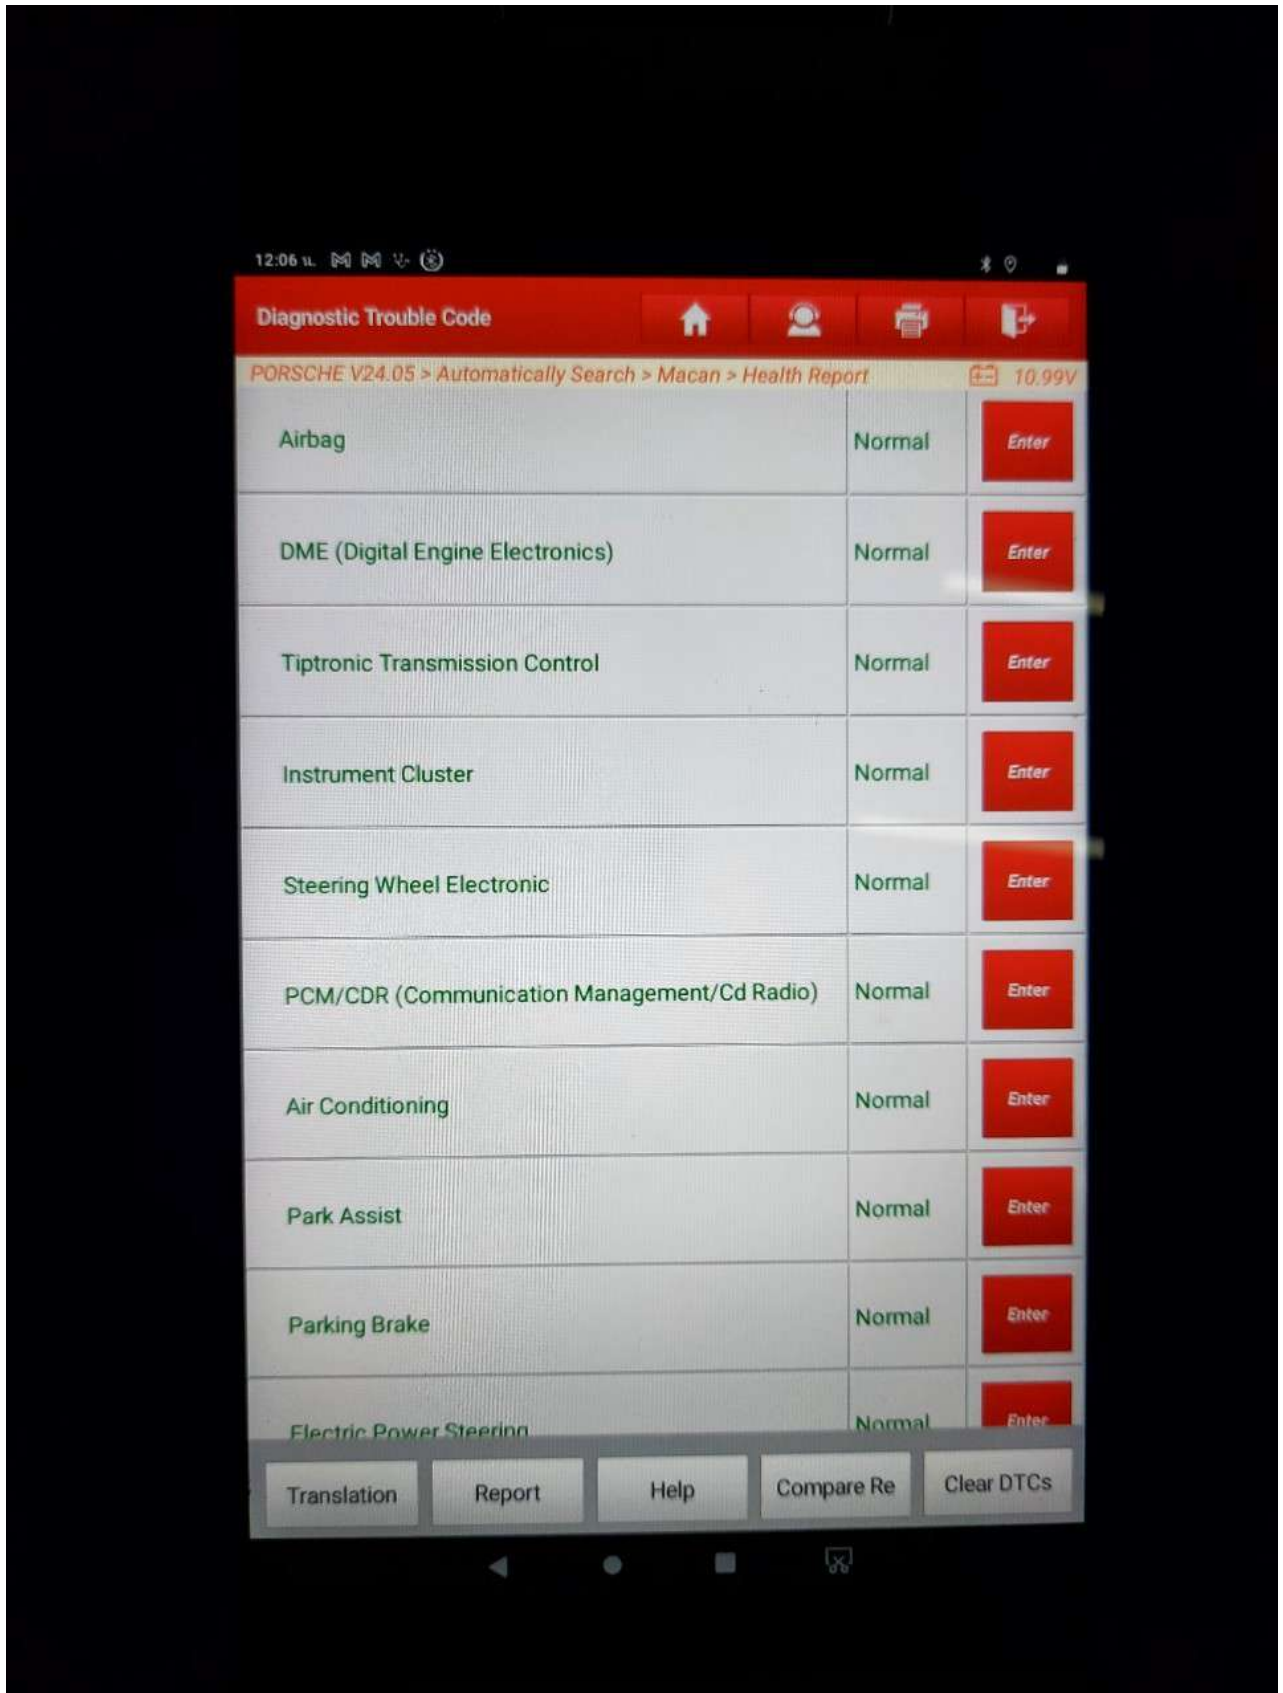 12:06 น.
Diagnostic Trouble Code
PORSCHE V24.05 > Automatically Search > Macan > Health Report 10.99V
Airbag Normal Enter
DME (Digital Engine Electronics) Normal Enter
Tiptronic Transmission Control Normal Enter
Instrument Cluster Normal Enter
Steering Wheel Electronic Normal Enter
PCM/CDR (Communication Management/Cd Radio) Normal Enter
Air Conditioning Normal Enter
Park Assist Normal Enter
Parking Brake Normal Enter
Electric Power Steering Normal Enter
Translation Report Help Compare Re Clear DTCs